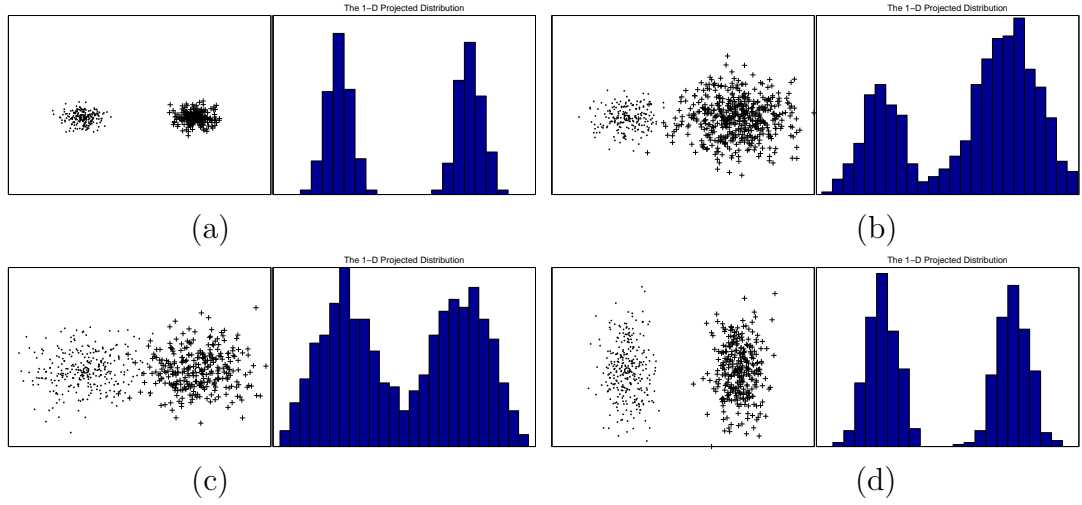 The 1-D Projected Distribution
The 1-D Projected Distribution
(a)
(b)
The 1-D Projected Distribution
The 1-D Projected Distribution
(c)
(d)